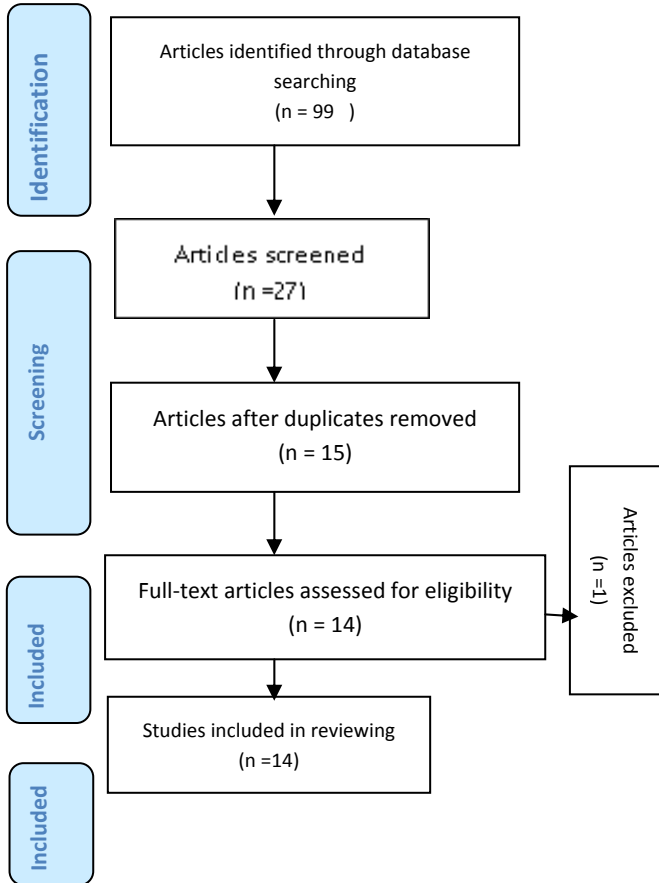 Identification
Articles identified through database
searching
(n = 99   )
Articles screened
(n =27)
Screening
Articles after duplicates removed
(n = 15)
Full-text articles assessed for eligibility
(n = 14)
Articles excluded
(n =1)
Included
Studies included in reviewing
(n =14)
Included